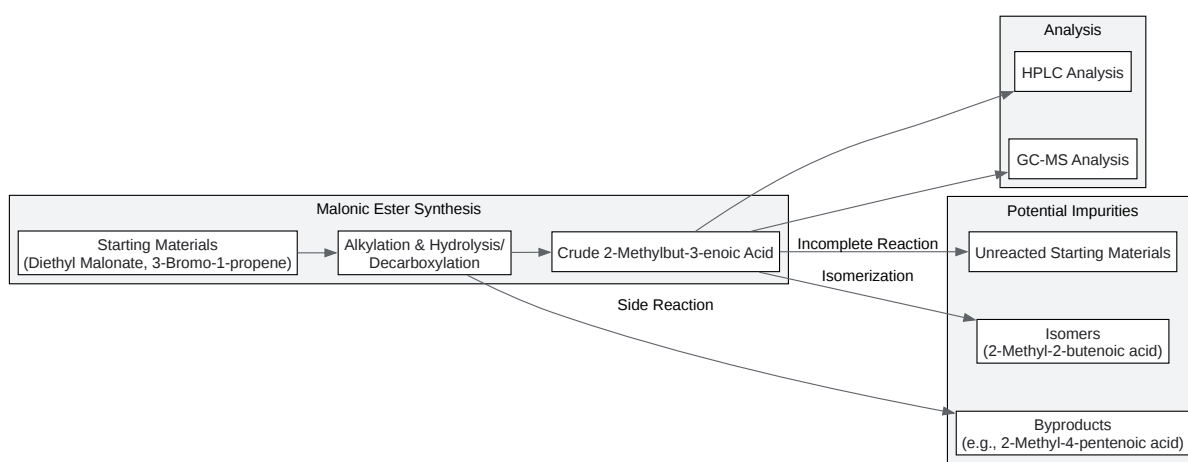 Analysis
HPLC Analysis
GC-MS Analysis
Malonic Ester Synthesis
Starting Materials
(Diethyl Malonate, 3-Bromo-1-propene)
Alkylation & Hydrolysis/
Decarboxylation
Crude 2-Methylbut-3-enoic Acid
Incomplete Reaction
Isomerization
Side Reaction
Potential Impurities
Unreacted Starting Materials
Isomers
(2-Methyl-2-butenoic acid)
Byproducts
(e.g., 2-Methyl-4-pentenoic acid)